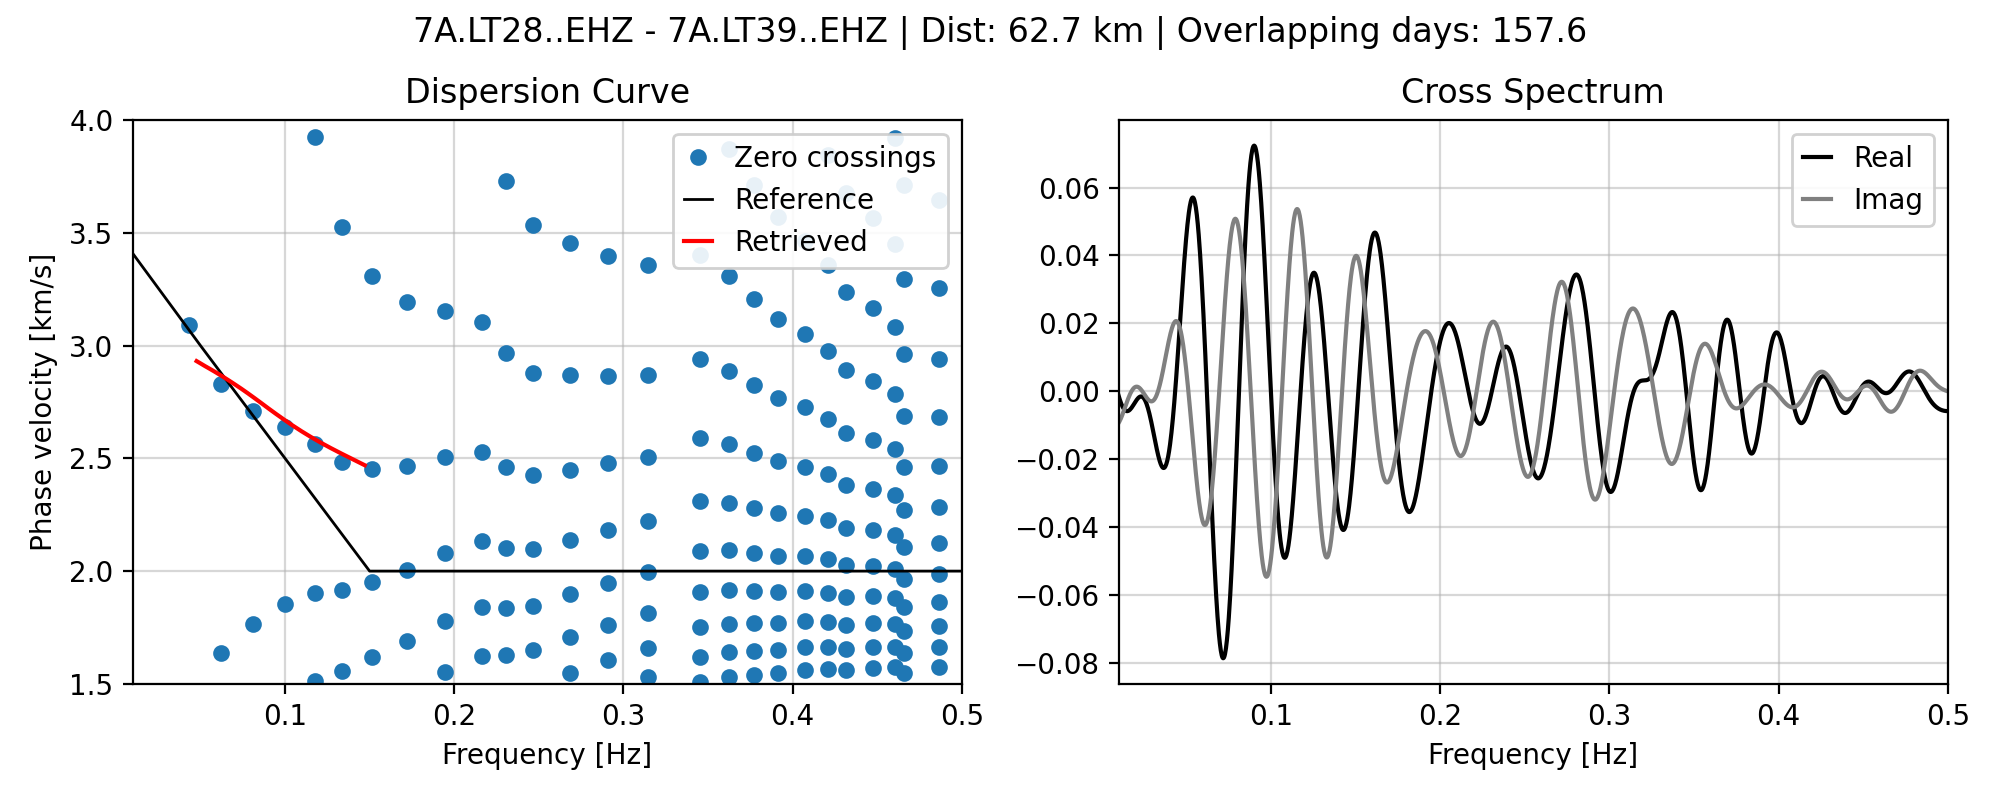 7A.LT28..EHZ - 7A.LT39..EHZ | Dist: 62.7 km | Overlapping days: 157.6
Dispersion Curve
Phase velocity [km/s]
4.0
3.5
3.0
2.5
2.0
1.5
Zero crossings
Reference
Retrieved
0.1 0.2 0.3 0.4 0.5
Frequency [Hz]
Cross Spectrum
0.06
0.04
0.02
0.00
−0.02
−0.04
−0.06
−0.08
Real
Imag
0.1 0.2 0.3 0.4 0.5
Frequency [Hz]